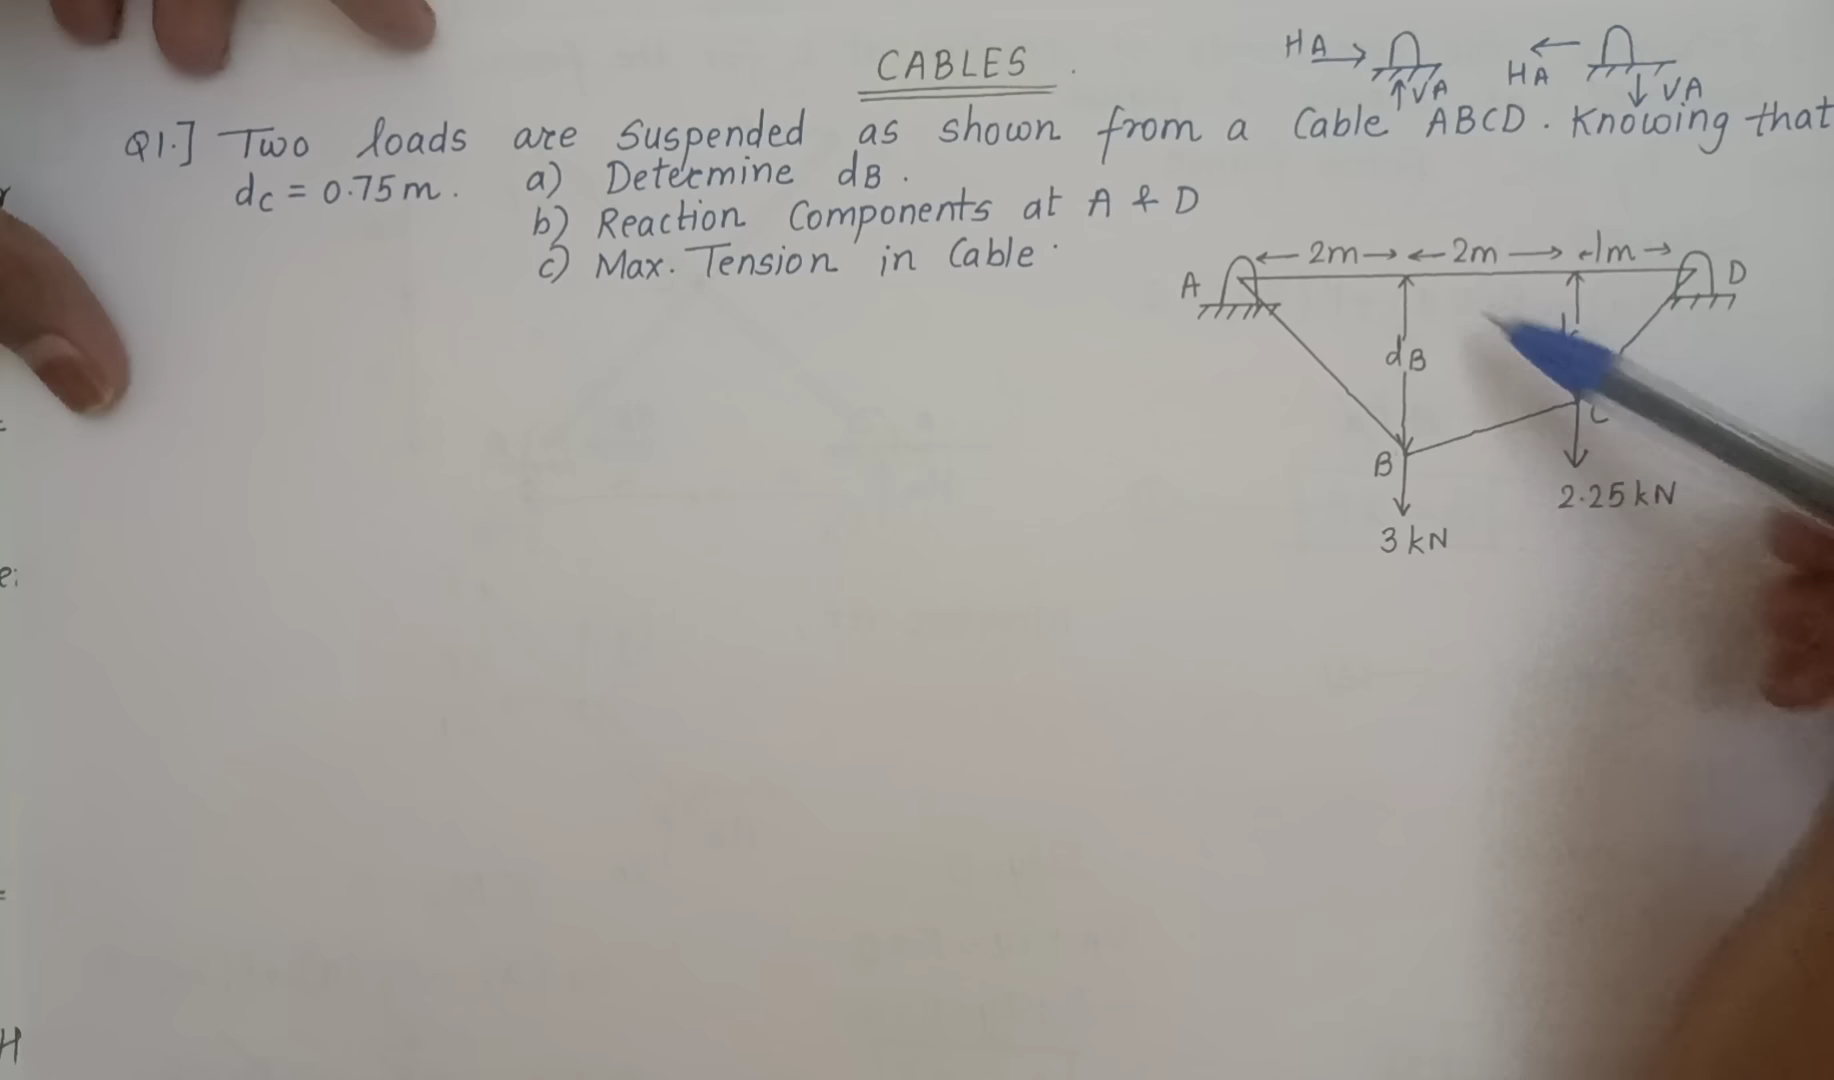 CABLES
HA VA HA VA
Q1.] Two loads are suspended as shown from a Cable ABCD. Knowing that
dc = 0.75m. a) Determine dB.
b) Reaction Components at A & D
c) Max. Tension in Cable.
2m 2m 1m
A D
dB
C
B
2.25 kN
3 kN
H